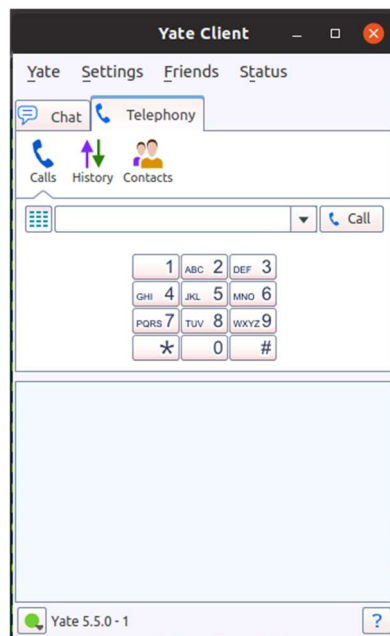 Yate Client
Yate Settings Friends Status
Chat Telephony
Calls History Contacts
Call
1 ABC 2 DEF 3
GHI 4 JKL 5 MNO 6
PQRS 7 TUV 8 WXYZ 9
* 0 #
Yate 5.5.0 - 1 ?